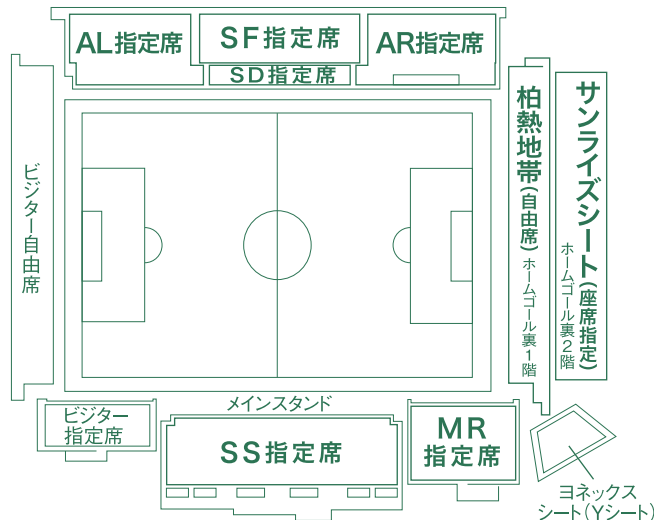 AL指定席
SF指定席
AR指定席
SD指定席
ビジター自由席
柏熱地帯(自由席)ホームゴール裏1階
サンライズシート(座席指定)
ホームゴール裏2階
メインスタンド
ビジター
指定席
SS指定席
MR
指定席
ヨネックス
シート(Yシート)